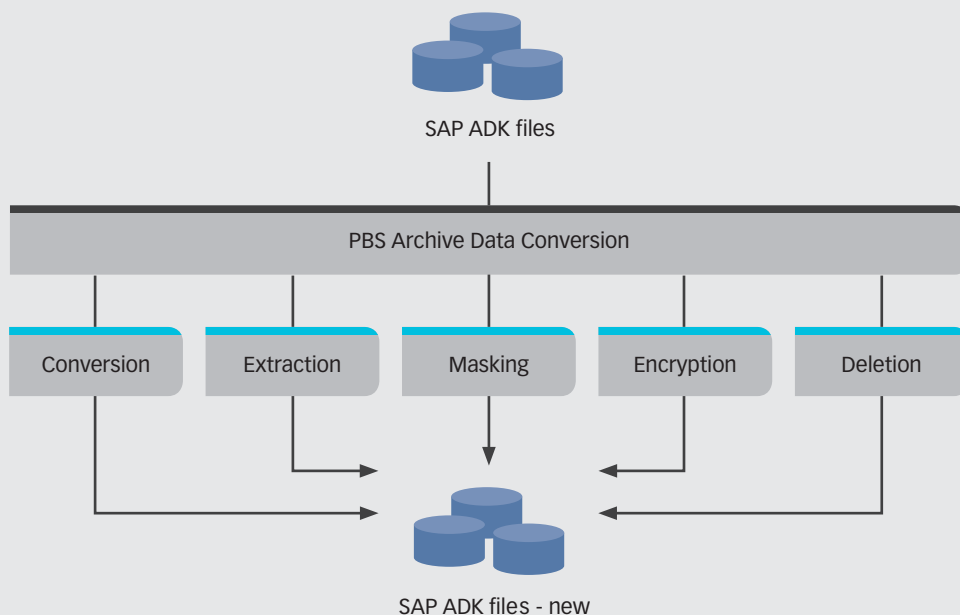 SAP ADK files
PBS Archive Data Conversion
Conversion
Extraction
Masking
Encryption
Deletion
SAP ADK files - new